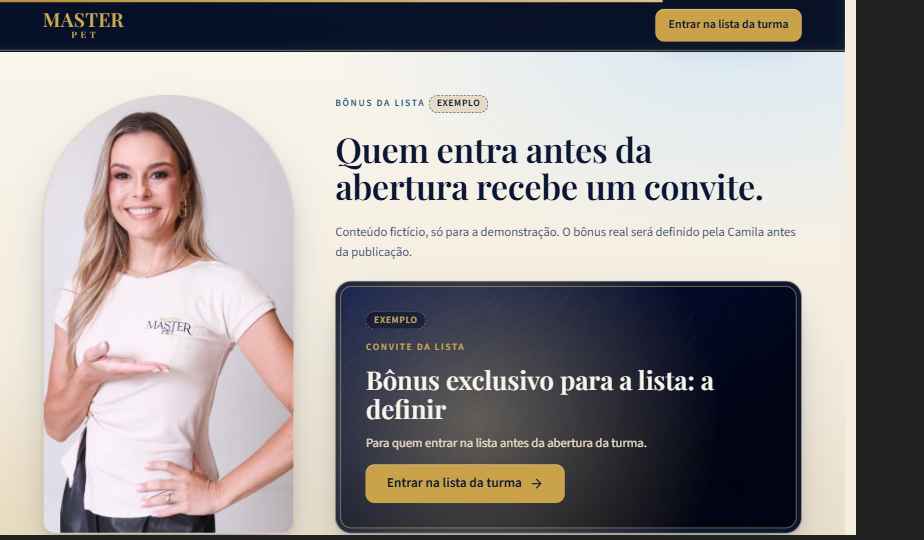 MASTER
PET
Entrar na lista da turma
BÔNUS DA LISTA EXEMPLO
Quem entra antes da
abertura recebe um convite.
Conteúdo fictício, só para a demonstração. O bônus real será definido pela Camila antes
da publicação.
MASTER
PET
EXEMPLO
CONVITE DA LISTA
Bônus exclusivo para a lista: a
definir
Para quem entrar na lista antes da abertura da turma.
Entrar na lista da turma →